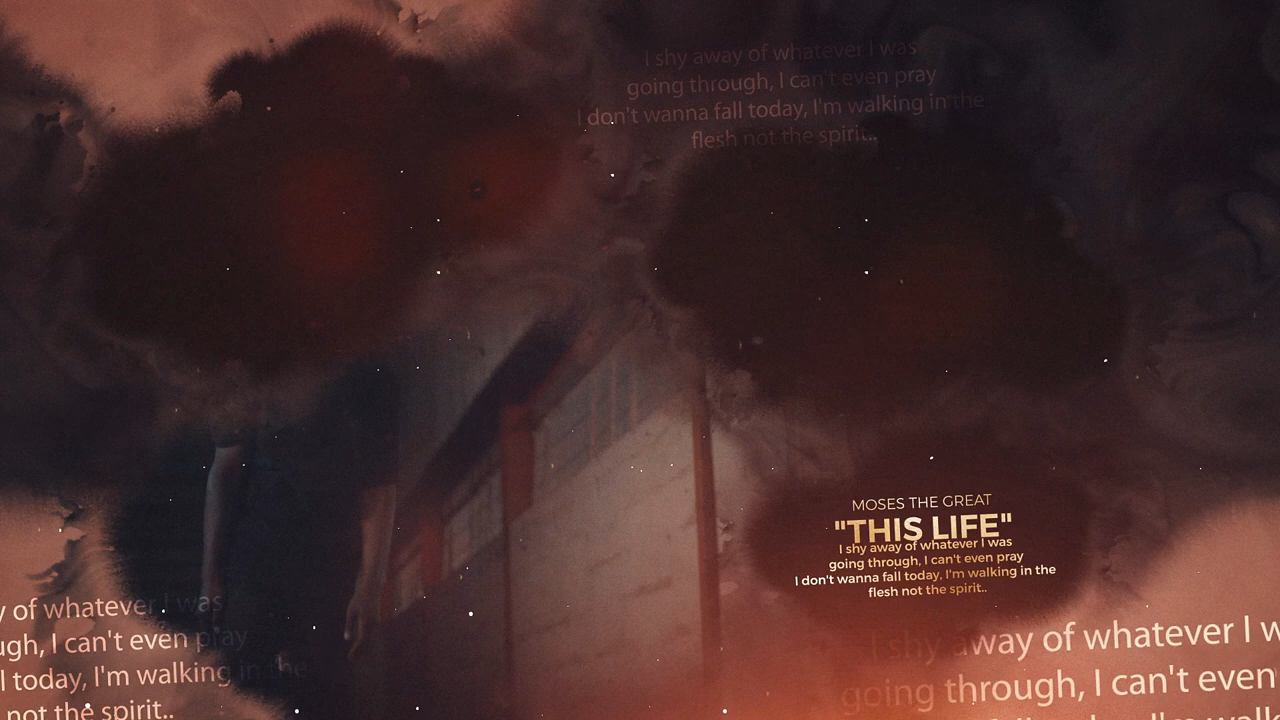 I shy away of whatever I was
going through, I can't even pray
I don't wanna fall today, I'm walking in the
flesh not the spirit..
MOSES THE GREAT
"THIS LIFE"
I shy away of whatever I was
going through, I can't even pray
I don't wanna fall today, I'm walking in the
flesh not the spirit..
y of whatever I was
ugh, I can't even pray
l today, I'm walking in the
not the spirit..
I shy away of whatever I w
going through, I can't even